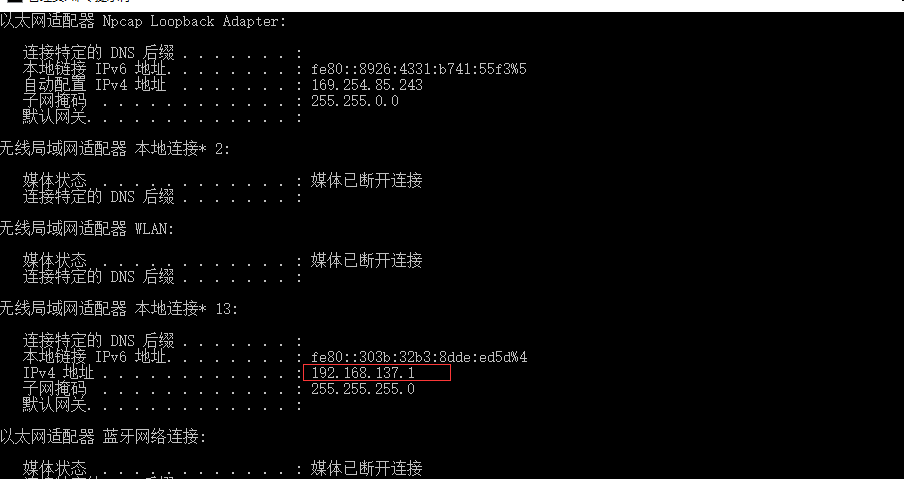 以太网适配器 Npcap Loopback Adapter:
连接特定的 DNS 后缀 . . . . . . . :
本地链接 IPv6 地址. . . . . . . . : fe80::8926:4331:b741:55f3%5
自动配置 IPv4 地址 . . . . . . . : 169.254.85.243
子网掩码 . . . . . . . . . . . . : 255.255.0.0
默认网关. . . . . . . . . . . . . :
无线局域网适配器 本地连接* 2:
媒体状态 . . . . . . . . . . . . : 媒体已断开连接
连接特定的 DNS 后缀 . . . . . . . :
无线局域网适配器 WLAN:
媒体状态 . . . . . . . . . . . . : 媒体已断开连接
连接特定的 DNS 后缀 . . . . . . . :
无线局域网适配器 本地连接* 13:
连接特定的 DNS 后缀 . . . . . . . :
本地链接 IPv6 地址. . . . . . . . : fe80::303b:32b3:8dde:ed5d%4
IPv4 地址 . . . . . . . . . . . . : 192.168.137.1
子网掩码 . . . . . . . . . . . . : 255.255.255.0
默认网关. . . . . . . . . . . . . :
以太网适配器 蓝牙网络连接:
媒体状态 . . . . . . . . . . . . : 媒体已断开连接